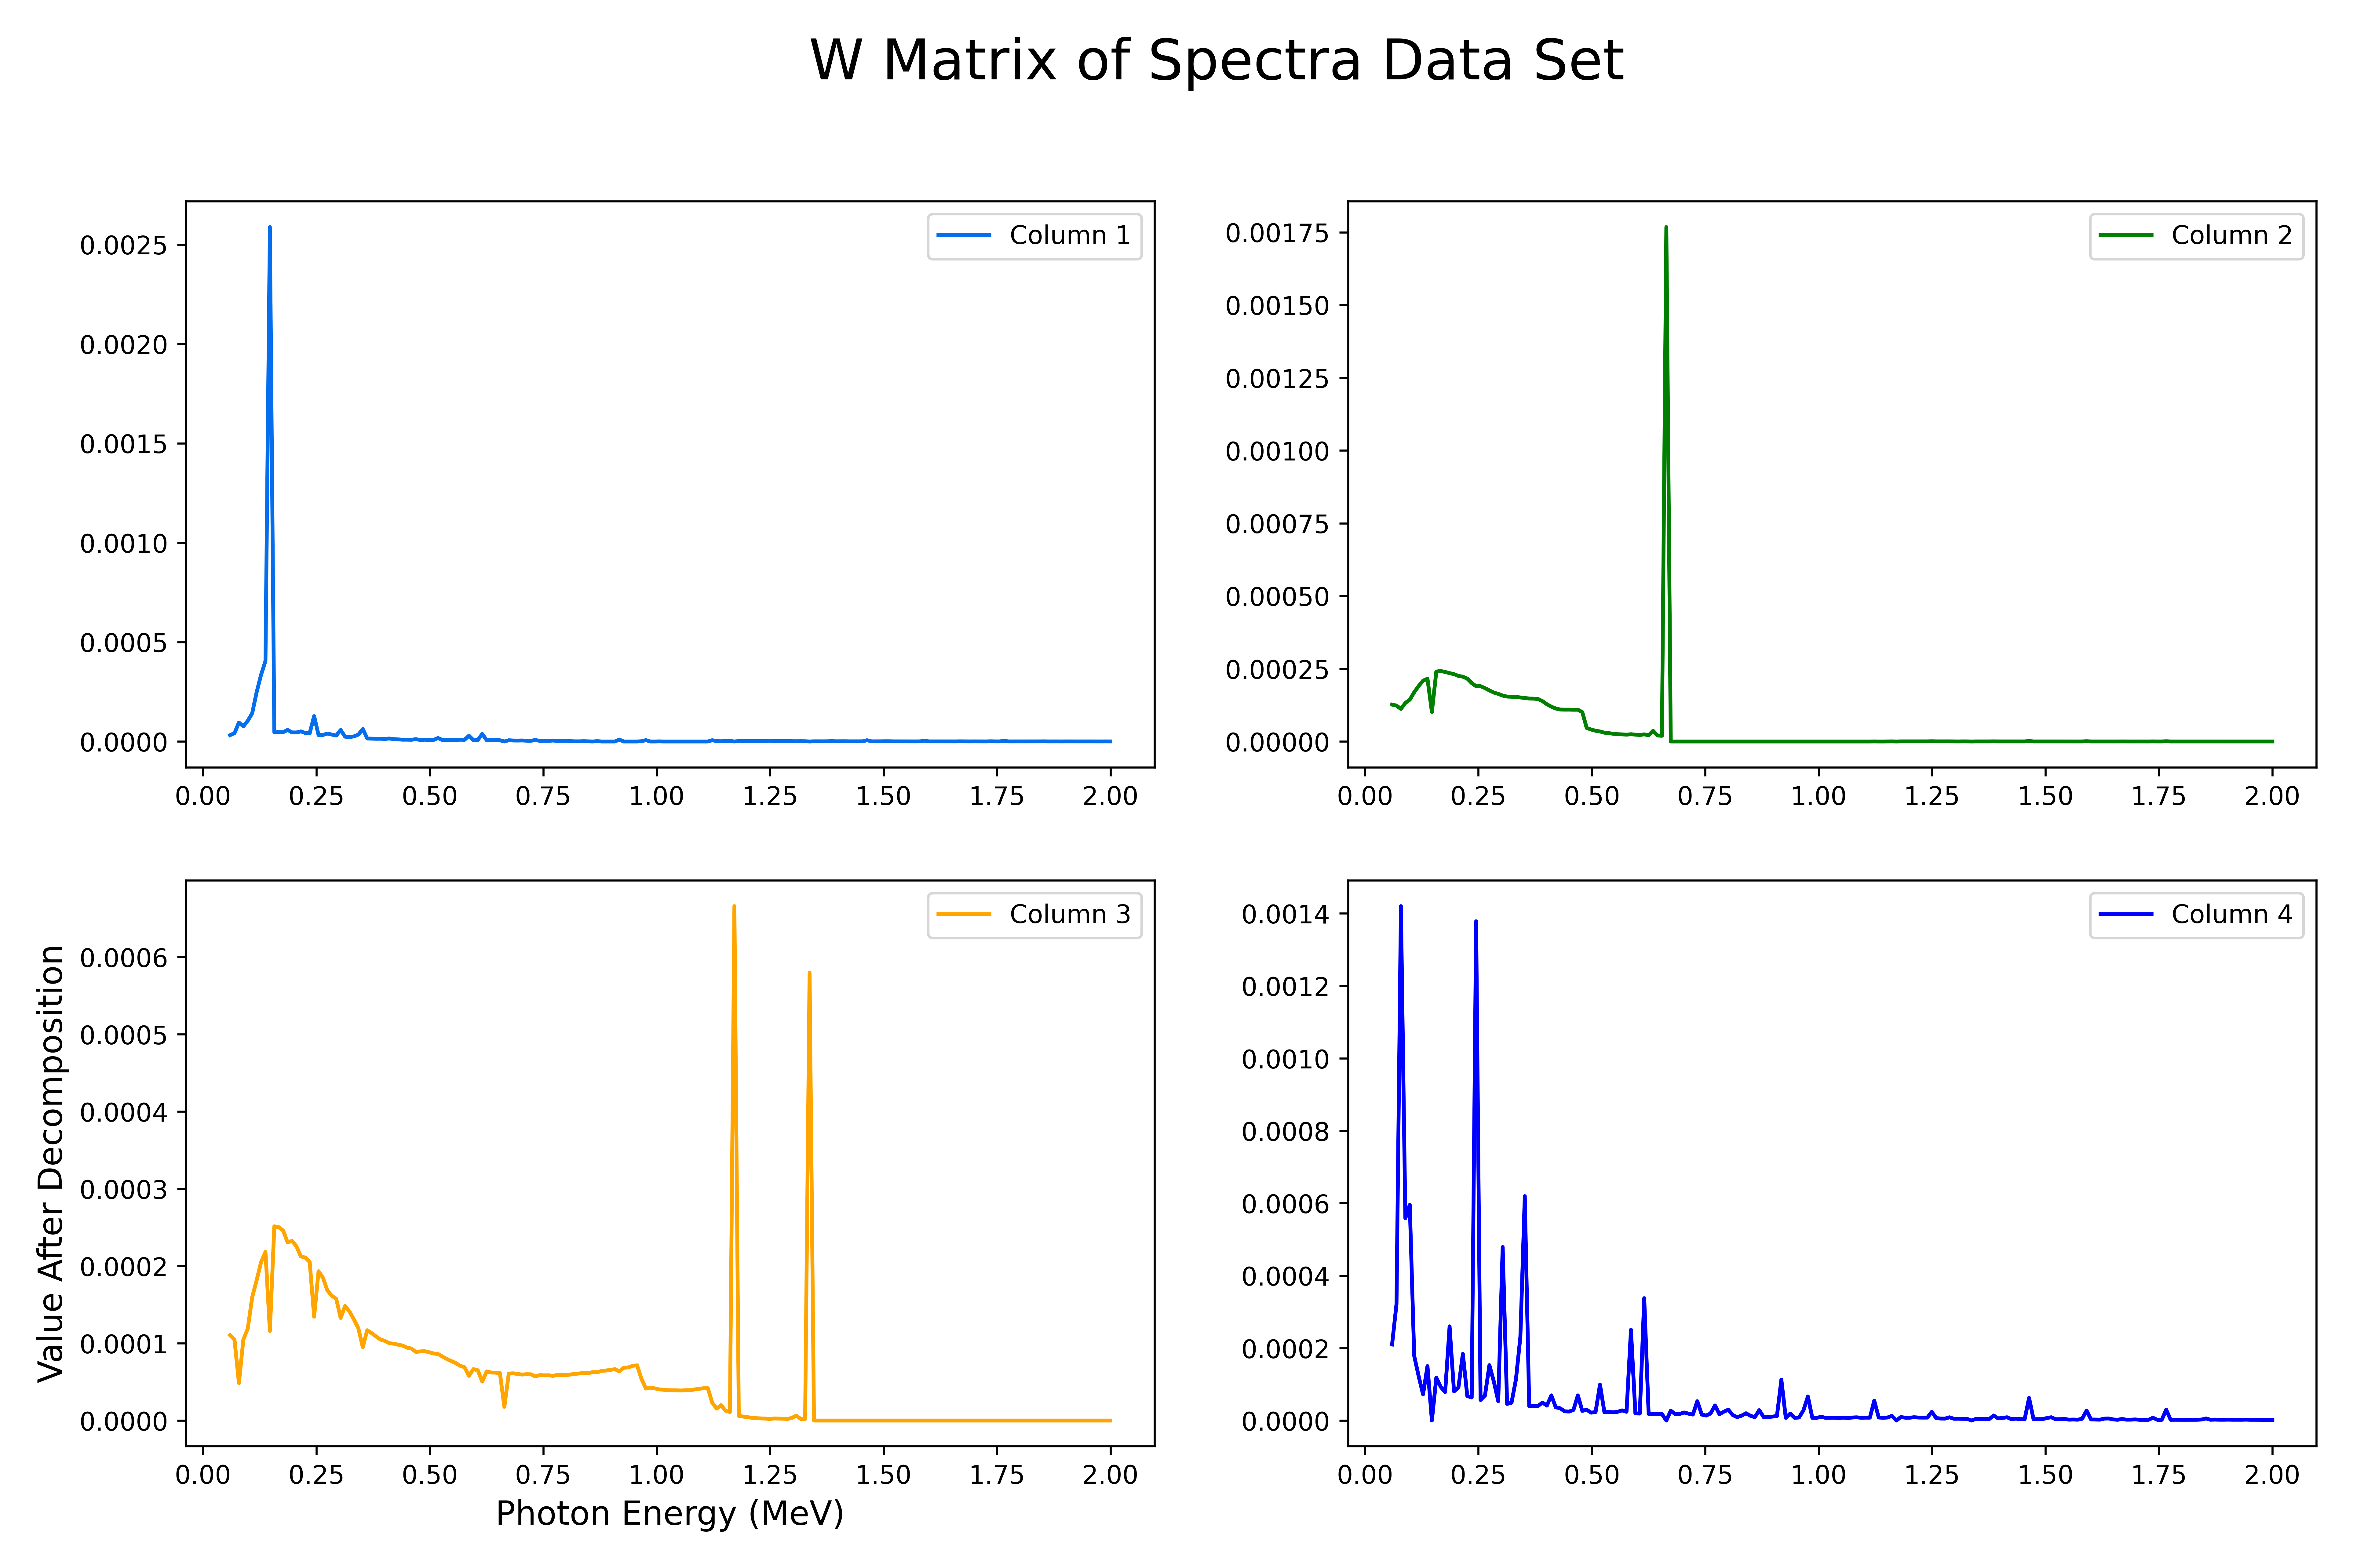 W Matrix of Spectra Data Set
Column 1
0.0025
0.0020
0.0015
0.0010
0.0005
0.0000
0.00 0.25 0.50 0.75 1.00 1.25 1.50 1.75 2.00
Column 2
0.00175
0.00150
0.00125
0.00100
0.00075
0.00050
0.00025
0.00000
0.00 0.25 0.50 0.75 1.00 1.25 1.50 1.75 2.00
Column 3
Value After Decomposition
0.0006
0.0005
0.0004
0.0003
0.0002
0.0001
0.0000
0.00 0.25 0.50 0.75 1.00 1.25 1.50 1.75 2.00
Photon Energy (MeV)
Column 4
0.0014
0.0012
0.0010
0.0008
0.0006
0.0004
0.0002
0.0000
0.00 0.25 0.50 0.75 1.00 1.25 1.50 1.75 2.00